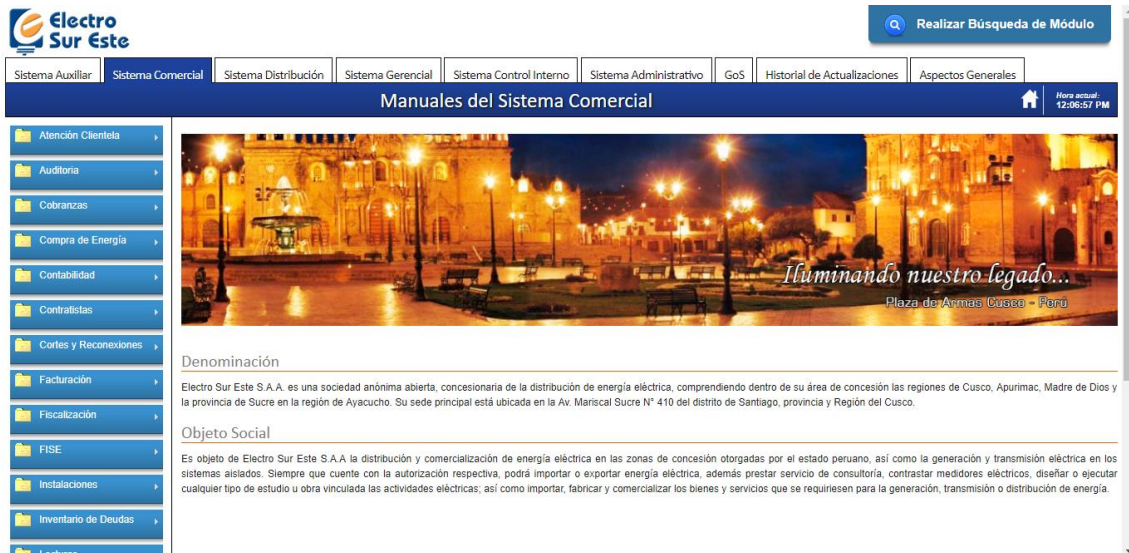 Electro
Sur Este
Realizar Búsqueda de Módulo
Sistema Auxiliar
Sistema Comercial
Sistema Distribución
Sistema Gerencial
Sistema Control Interno
Sistema Administrativo
GoS
Historial de Actualizaciones
Aspectos Generales
Manuales del Sistema Comercial
Hora actual:
12:06:57 PM
Atención Clientela
Auditoria
Cobranzas
Compra de Energía
Contabilidad
Contratistas
Cortes y Reconexiones
Facturación
Fiscalización
FISE
Instalaciones
Inventario de Deudas
Iluminando nuestro legado...
Plaza de Armas Cusco - Perú
Denominación
Electro Sur Este S.A.A. es una sociedad anónima abierta, concesionaria de la distribución de energía eléctrica, comprendiendo dentro de su área de concesión las regiones de Cusco, Apurimac, Madre de Dios y
la provincia de Sucre en la región de Ayacucho. Su sede principal está ubicada en la Av. Mariscal Sucre N° 410 del distrito de Santiago, provincia y Región del Cusco.
Objeto Social
Es objeto de Electro Sur Este S.A.A la distribución y comercialización de energía eléctrica en las zonas de concesión otorgadas por el estado peruano, así como la generación y transmisión eléctrica en los
sistemas aislados. Siempre que cuente con la autorización respectiva, podrá importar o exportar energía eléctrica, además prestar servicio de consultoría, contrastar medidores eléctricos, diseñar o ejecutar
cualquier tipo de estudio u obra vinculada las actividades eléctricas; así como importar, fabricar y comercializar los bienes y servicios que se requiriesen para la generación, transmisión o distribución de energía.